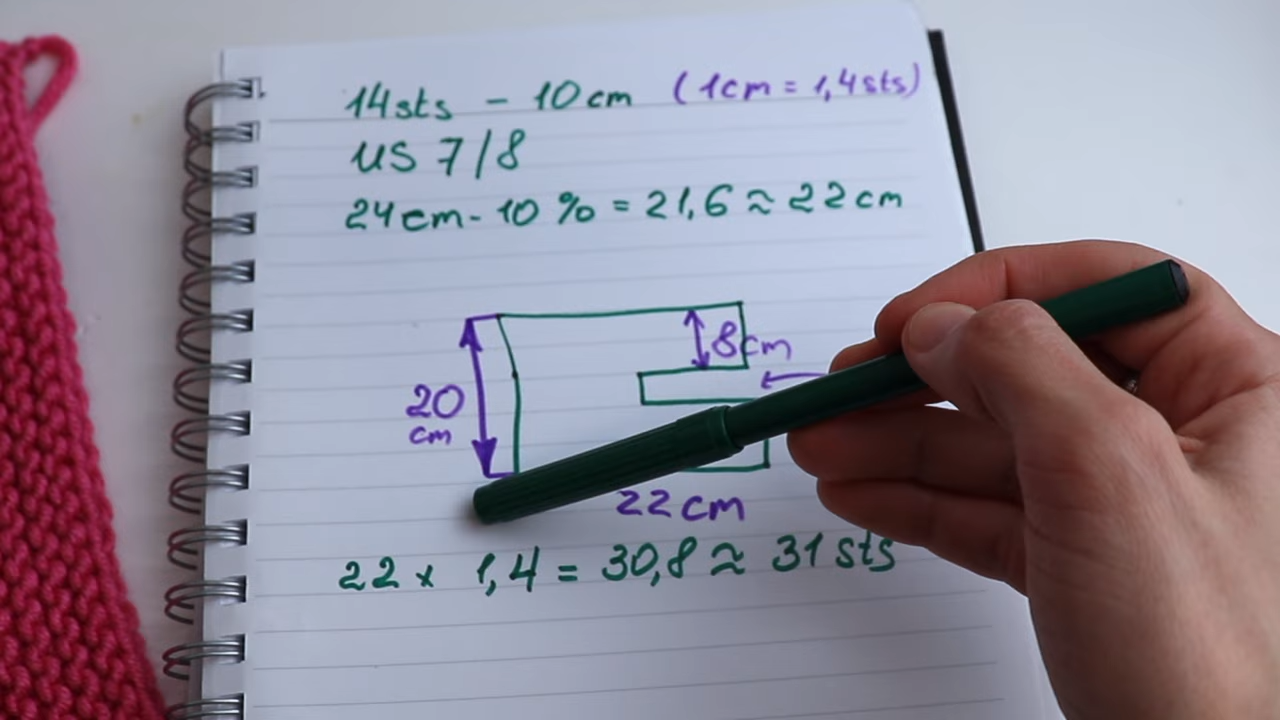 14sts - 10cm (1cm = 1,4sts)
US 7/8
24cm - 10 % = 21,6 ≈ 22cm
8cm
20
cm
22cm
22 x 1,4 = 30,8 ≈ 31 sts